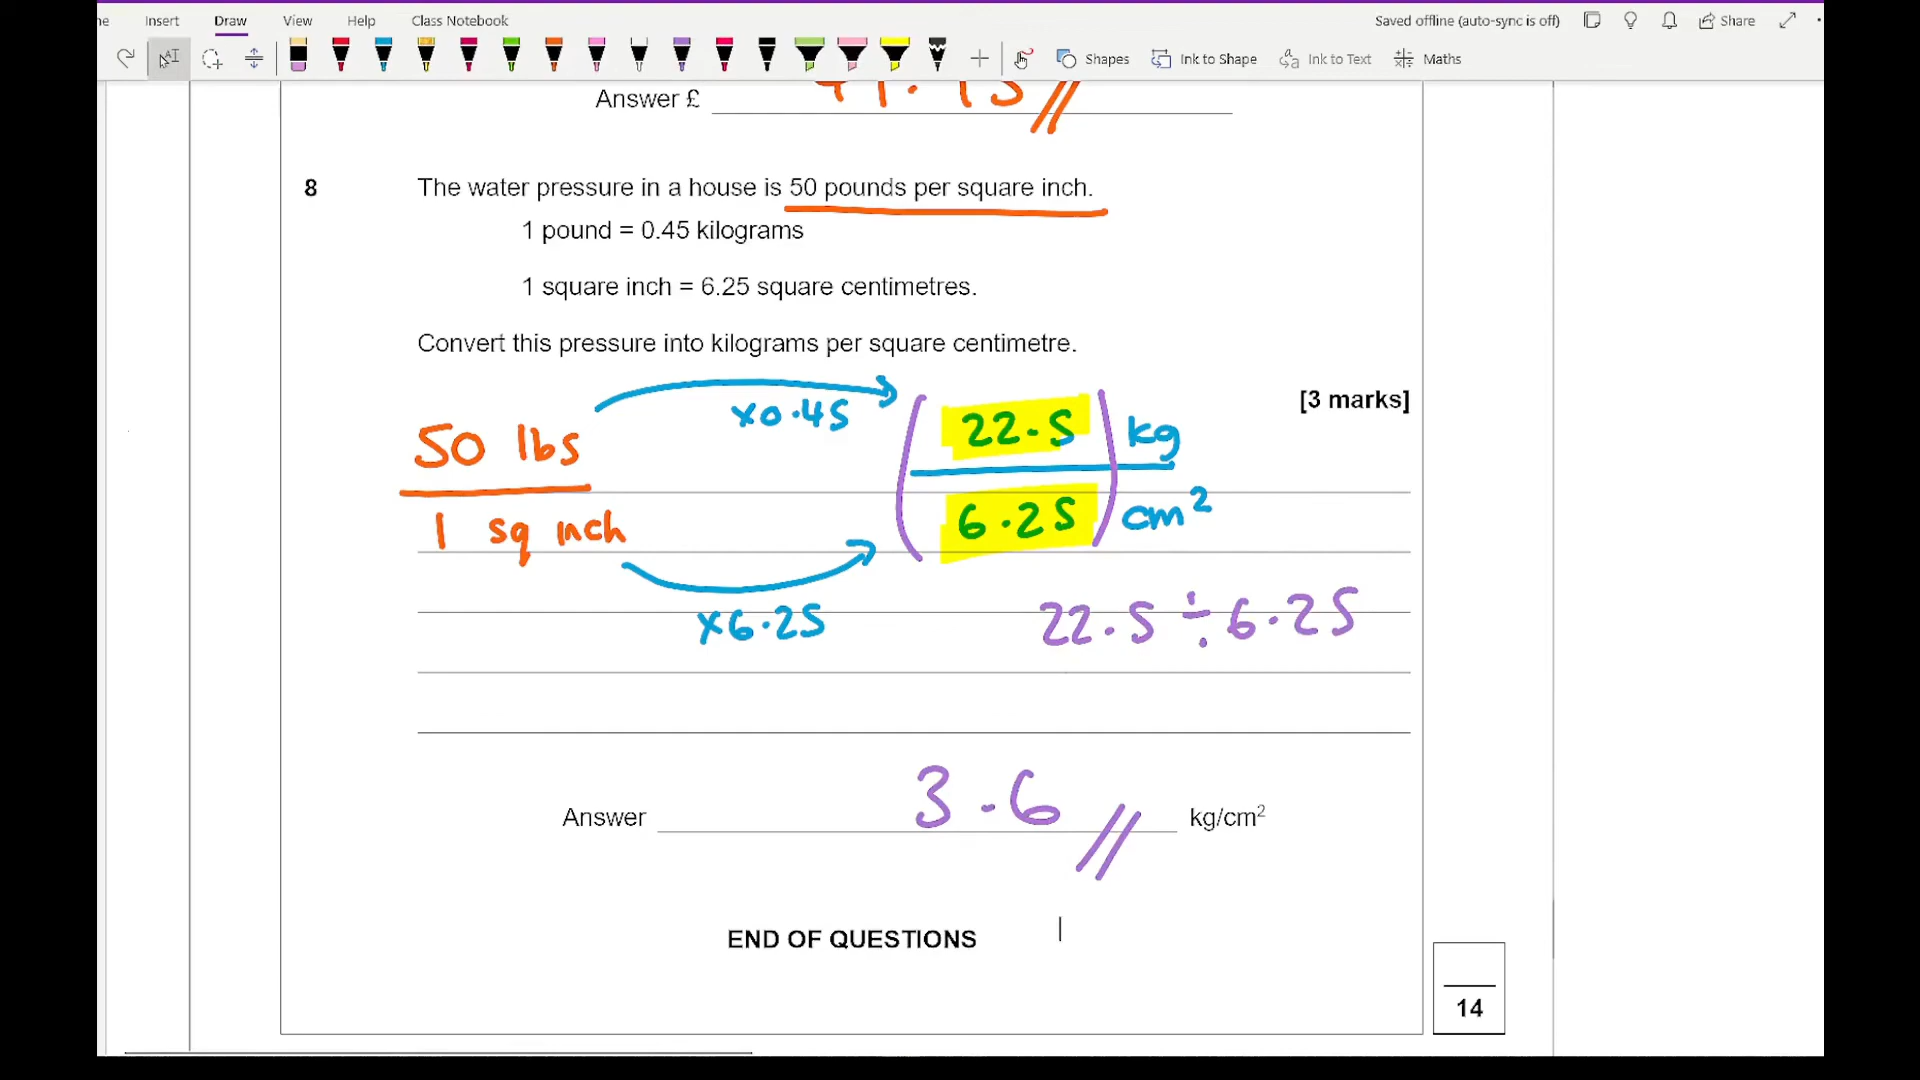 Insert Draw View Help Class Notebook Saved offline (auto-sync is off) Share
Shapes Ink to Shape Ink to Text Maths
Answer £
8 The water pressure in a house is 50 pounds per square inch.
1 pound = 0.45 kilograms
1 square inch = 6.25 square centimetres.
Convert this pressure into kilograms per square centimetre.
[3 marks]
×0.45
50 lbs
22.5 kg
1 sq inch
6.25 cm²
×6.25
22.5 ÷ 6.25
Answer 3.6 kg/cm²
END OF QUESTIONS
14